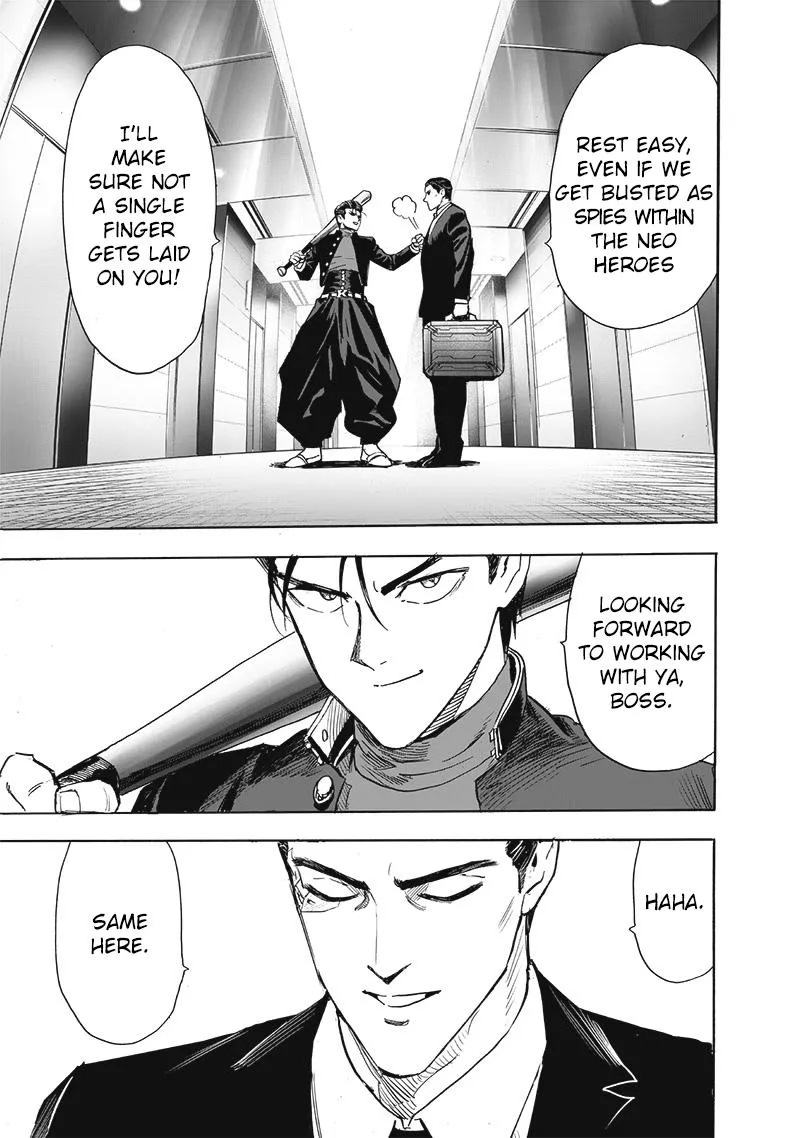 REST EASY,
EVEN IF WE
GET BUSTED AS
SPIES WITHIN
THE NEO
HEROES
I'LL
MAKE
SURE NOT
A SINGLE
FINGER
GETS LAID
ON YOU!
LOOKING
FORWARD
TO WORKING
WITH YA,
BOSS.
HAHA.
SAME
HERE.